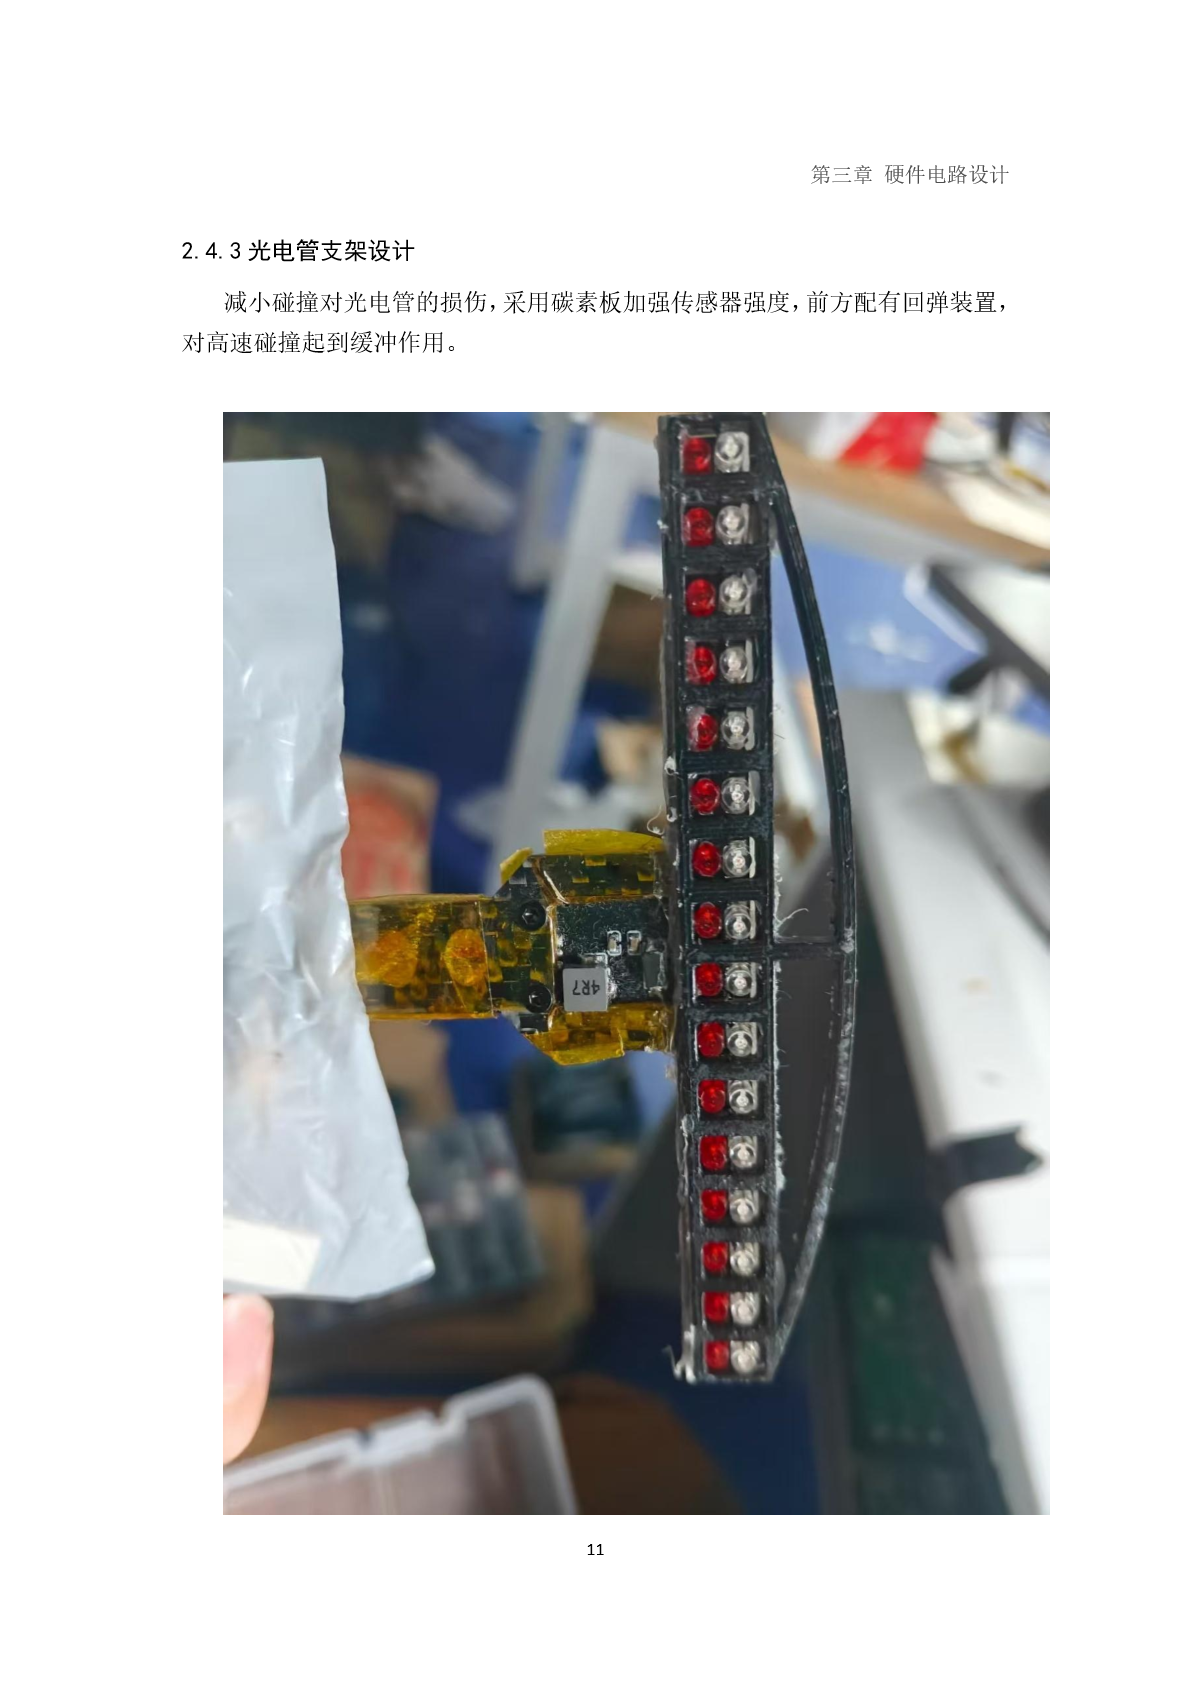 第三章 硬件电路设计
2.4.3光电管支架设计
减小碰撞对光电管的损伤，采用碳素板加强传感器强度，前方配有回弹装置，
对高速碰撞起到缓冲作用。
4R7
11